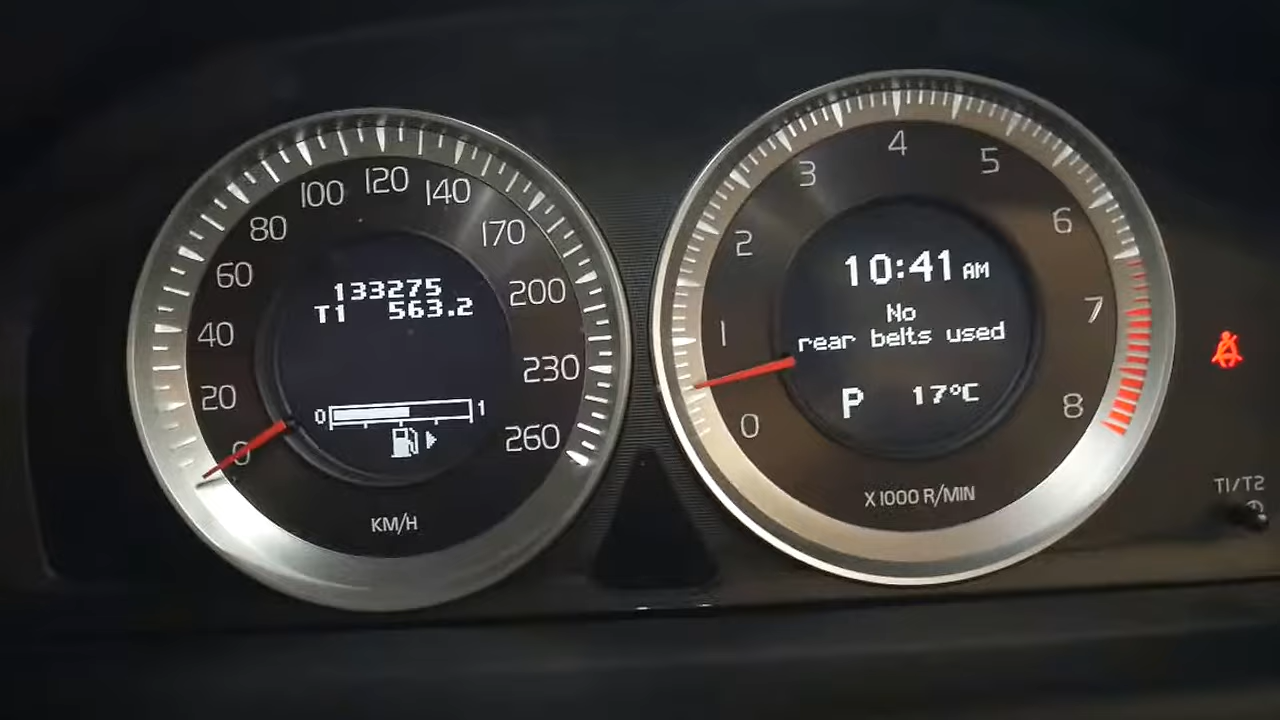 0
20
40
60
80
100
120
140
170
200
230
260
133275
T1 563.2
0 1
KM/H
0
1
2
3
4
5
6
7
8
10:41 AM
No
rear belts used
P 17°C
X1000 R/MIN
T1/T2